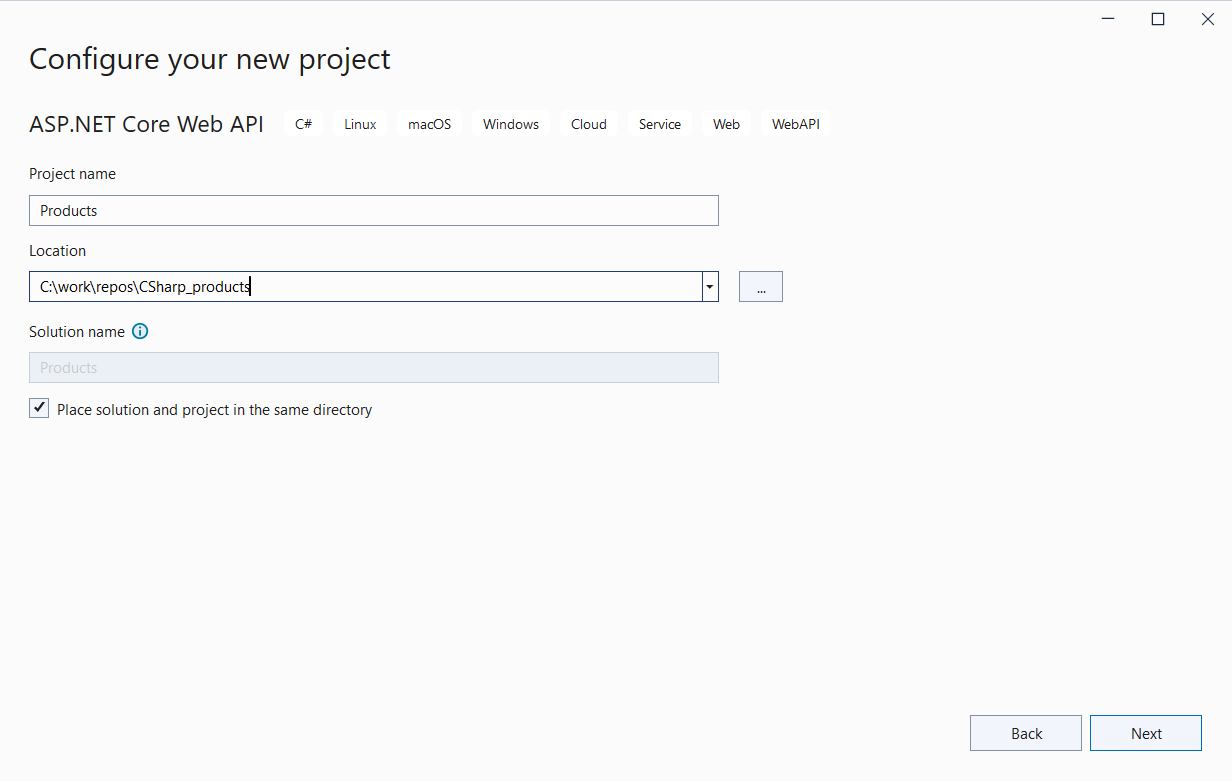 Configure your new project
ASP.NET Core Web API C# Linux macOS Windows Cloud Service Web WebAPI
Project name
Products
Location
C:\work\repos\CSharp_products
...
Solution name
Products
Place solution and project in the same directory
Back Next